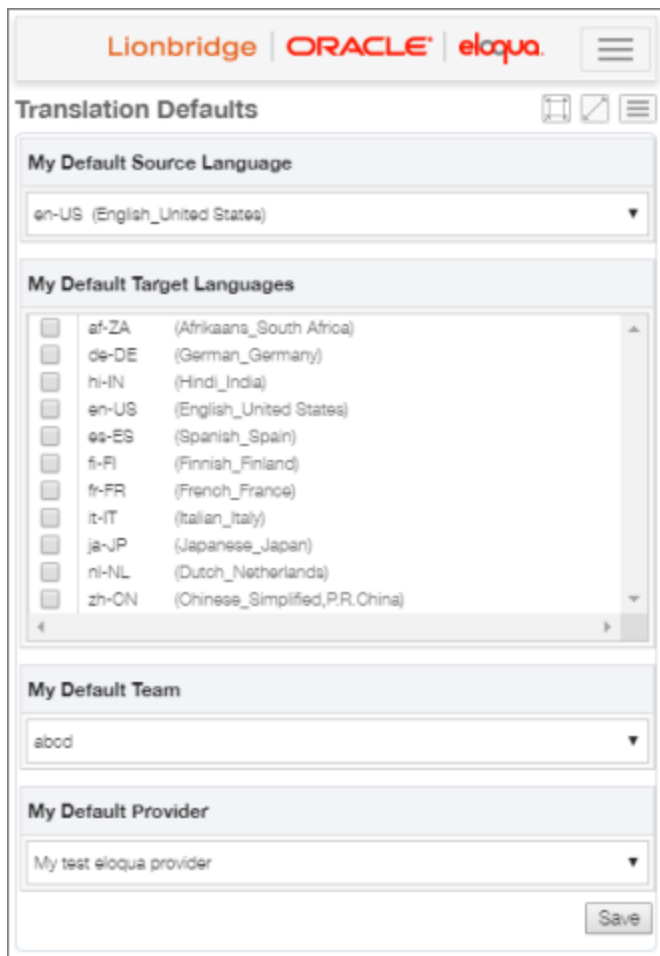 Lionbridge | ORACLE | eloqua.
Translation Defaults
My Default Source Language
en-US (English_United States)
My Default Target Languages
af-ZA (Afrikaans_South Africa)
de-DE (German_Germany)
hi-IN (Hindi_India)
en-US (English_United States)
es-ES (Spanish_Spain)
fi-FI (Finnish_Finland)
fr-FR (French_France)
it-IT (Italian_Italy)
ja-JP (Japanese_Japan)
nl-NL (Dutch_Netherlands)
zh-CN (Chinese_Simplified,P.R.China)
My Default Team
abcd
My Default Provider
My test eloqua provider
Save